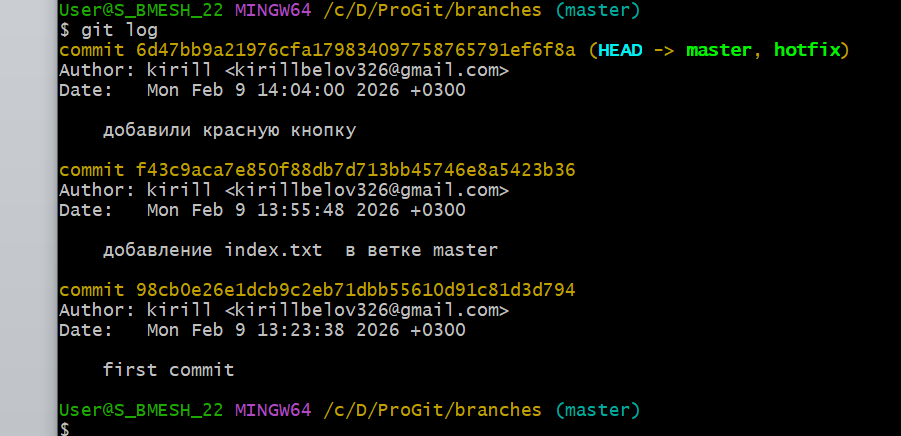 User@S_BMESH_22 MINGW64 /c/D/ProGit/branches (master)
$ git log
commit 6d47bb9a21976cfa179834097758765791ef6f8a (HEAD -> master, hotfix)
Author: kirill <kirillbelov326@gmail.com>
Date:   Mon Feb 9 14:04:00 2026 +0300
    добавили красную кнопку
commit f43c9aca7e850f88db7d713bb45746e8a5423b36
Author: kirill <kirillbelov326@gmail.com>
Date:   Mon Feb 9 13:55:48 2026 +0300
    добавление index.txt  в ветке master
commit 98cb0e26e1dcb9c2eb71dbb55610d91c81d3d794
Author: kirill <kirillbelov326@gmail.com>
Date:   Mon Feb 9 13:23:38 2026 +0300
    first commit
User@S_BMESH_22 MINGW64 /c/D/ProGit/branches (master)
$